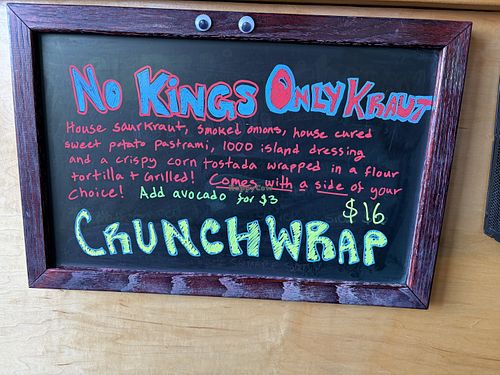 No Kings Only Kraut
House saurkraut, smoked onions, house cured
sweet potato pastrami, 1000 island dressing
and a crispy corn tostada wrapped in a flour
tortilla + Grilled! Comes with a side of your
choice! Add avocado for $3
$16
CRUNCHWRAP